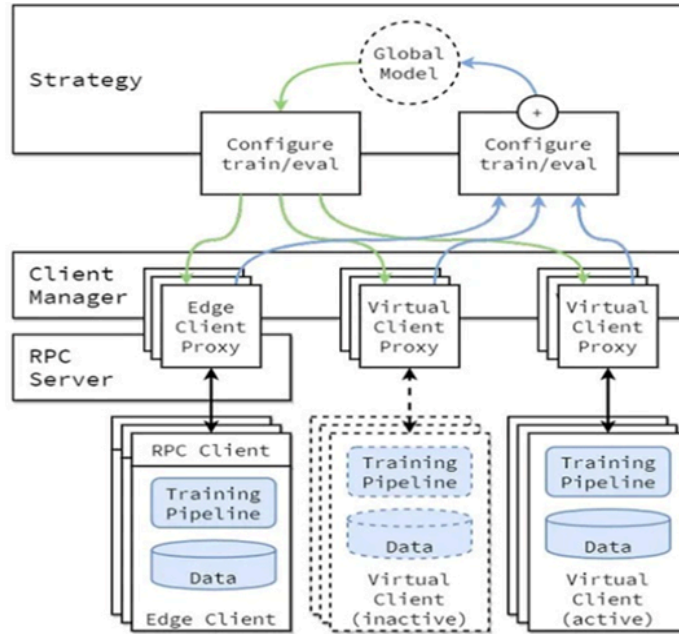 Global
Model
Strategy
+
Configure
train/eval
Configure
train/eval
Client
Manager
Edge
Client
Proxy
Virtual
Client
Proxy
Virtual
Client
Proxy
RPC
Server
RPC Client
Training
Pipeline
Data
Edge Client
Training
Pipeline
Data
Virtual
Client
(inactive)
Training
Pipeline
Data
Virtual
Client
(active)